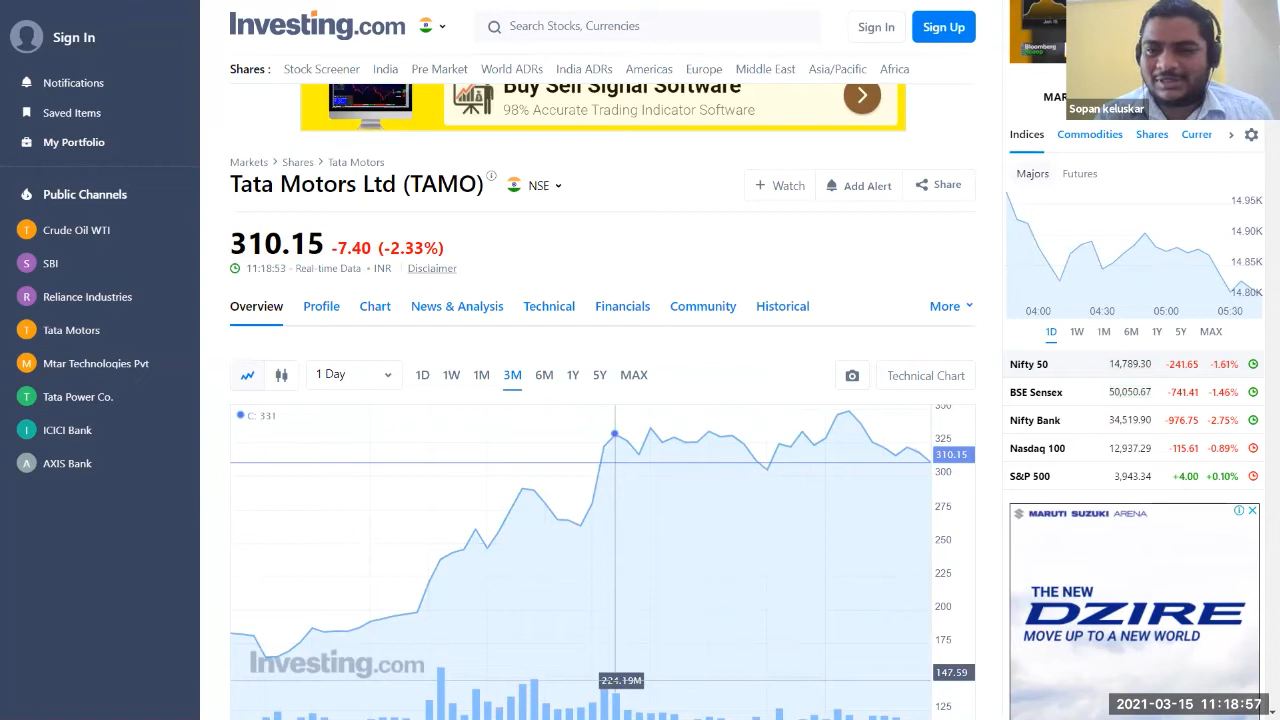 Sign In
Notifications
Saved Items
My Portfolio
Public Channels
T Crude Oil WTI
S SBI
R Reliance Industries
T Tata Motors
M Mtar Technologies Pvt
T Tata Power Co.
I ICICI Bank
A AXIS Bank
Investing.com
Search Stocks, Currencies
Sign In
Sign Up
Shares : Stock Screener India Pre Market World ADRs India ADRs Americas Europe Middle East Asia/Pacific Africa
Buy Sell Signal Software
98% Accurate Trading Indicator Software
Markets > Shares > Tata Motors
Tata Motors Ltd (TAMO)
NSE
+ Watch
Add Alert
Share
310.15 -7.40 (-2.33%)
11:18:53 - Real-time Data • INR Disclaimer
Overview Profile Chart News & Analysis Technical Financials Community Historical More
1 Day
1D 1W 1M 3M 6M 1Y 5Y MAX
Technical Chart
C: 331
325
310.15
300
275
250
225
200
175
147.59
125
Investing.com
224.19M
Bloomberg
MAR
Sopan keluskar
Indices Commodities Shares Curren
Majors Futures
14.95K
14.90K
14.85K
14.80K
04:00 04:30 05:00 05:30
1D 1W 1M 6M 1Y 5Y MAX
Nifty 50 14,789.30 -241.65 -1.61%
BSE Sensex 50,050.67 -741.41 -1.46%
Nifty Bank 34,519.90 -976.75 -2.75%
Nasdaq 100 12,937.29 -115.61 -0.89%
S&P 500 3,943.34 +4.00 +0.10%
MARUTI SUZUKI ARENA
THE NEW
DZIRE
MOVE UP TO A NEW WORLD
2021-03-15 11:18:57